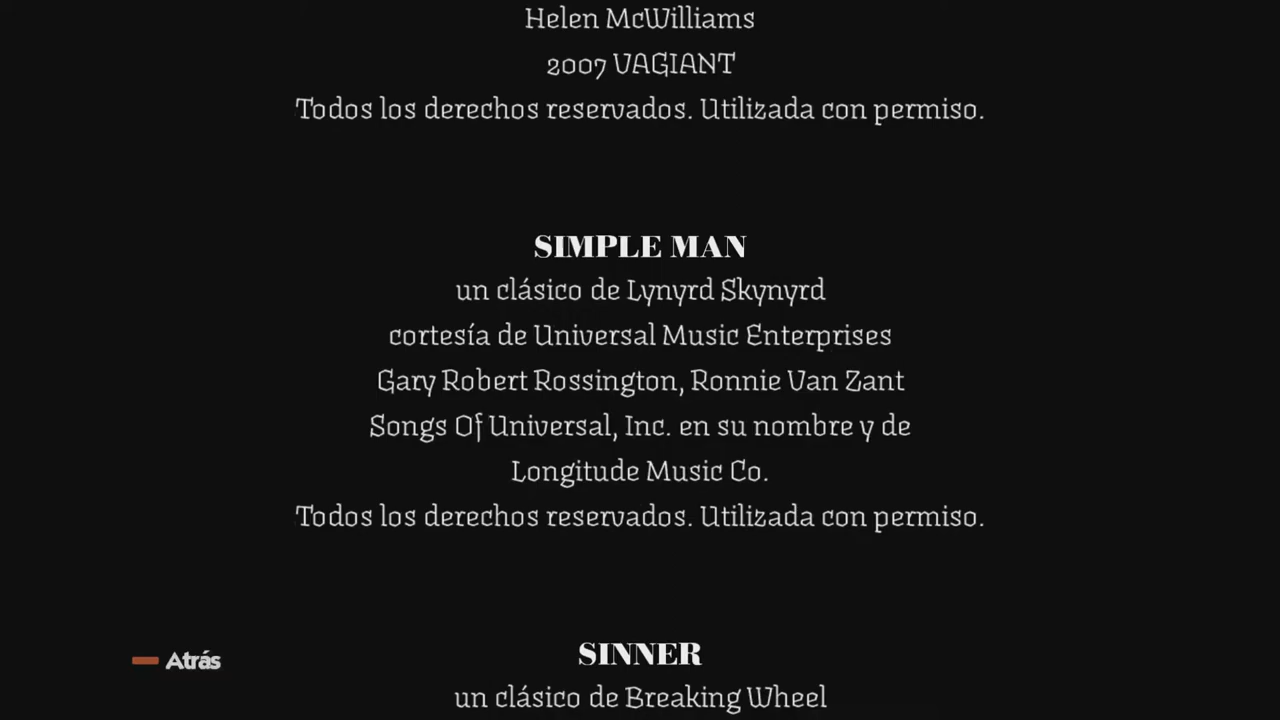 Helen McWilliams
2007 VAGIANT
Todos los derechos reservados. Utilizada con permiso.
SIMPLE MAN
un clásico de Lynyrd Skynyrd
cortesía de Universal Music Enterprises
Gary Robert Rossington, Ronnie Van Zant
Songs Of Universal, Inc. en su nombre y de
Longitude Music Co.
Todos los derechos reservados. Utilizada con permiso.
SINNER
Atrás
un clásico de Breaking Wheel